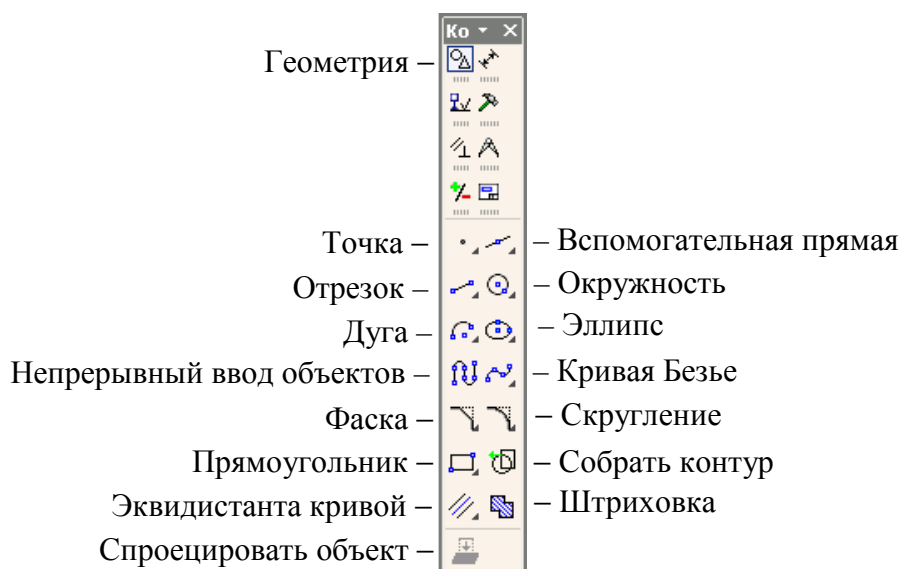 Ko
Геометрия –
Точка – – Вспомогательная прямая
Отрезок – – Окружность
Дуга – – Эллипс
Непрерывный ввод объектов – – Кривая Безье
Фаска – – Скругление
Прямоугольник – – Собрать контур
Эквидистанта кривой – – Штриховка
Спроецировать объект –